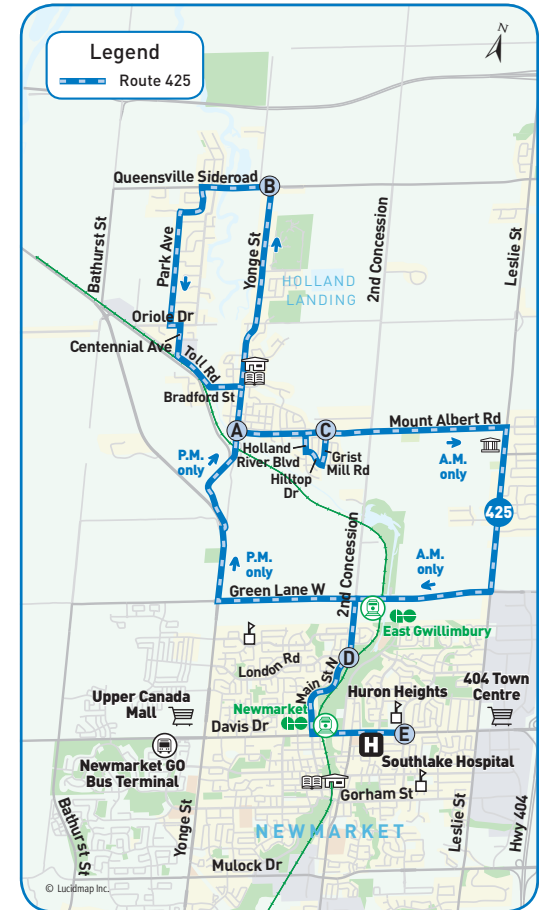 Legend
Route 425
N
Queensville Sideroad
B
Bathurst St
Park Ave
Yonge St
2nd Concession
Leslie St
HOLLAND
LANDING
Oriole Dr
Centennial Ave
Toll Rd
Bradford St
A
C
Mount Albert Rd
Holland
River Blvd
Hilltop
Dr
Grist
Mill Rd
P.M.
only
A.M.
only
425
P.M.
only
A.M.
only
2nd Concession
Green Lane W
East Gwillimbury
D
London Rd
Main St N
Huron Heights
404 Town
Centre
Upper Canada
Mall
Newmarket
Davis Dr
H
E
Newmarket GO
Bus Terminal
Southlake Hospital
Gorham St
Bathurst St
Yonge St
NEWMARKET
Leslie St
Hwy 404
Mulock Dr
© Lucidmap Inc.